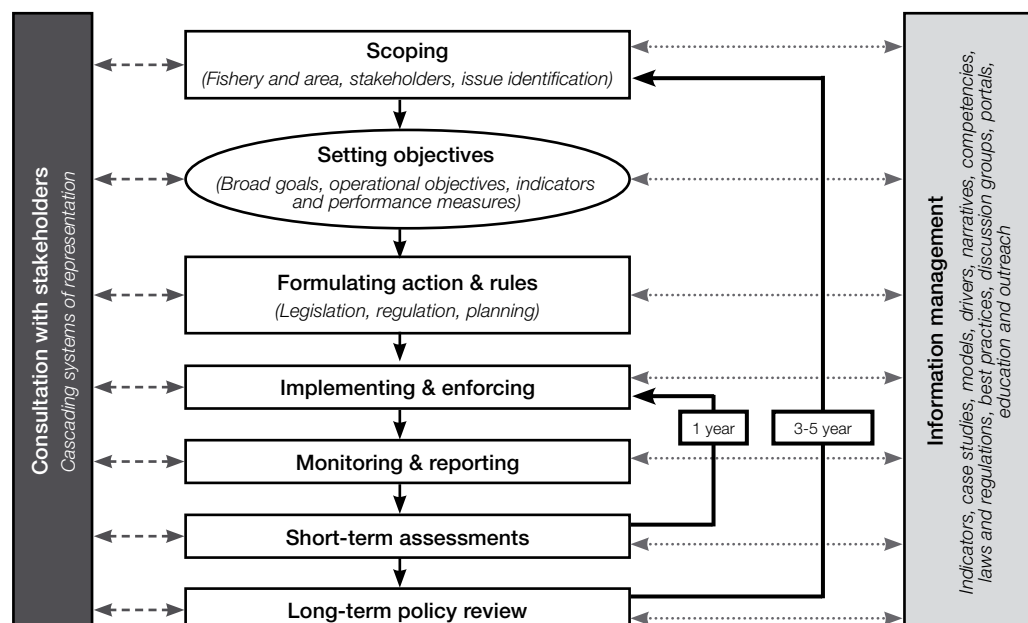 Consultation with stakeholders
Cascading systems of representation
Scoping
(Fishery and area, stakeholders, issue identification)
Setting objectives
(Broad goals, operational objectives, indicators
and performance measures)
Formulating action & rules
(Legislation, regulation, planning)
Implementing & enforcing
1 year
3-5 year
Monitoring & reporting
Short-term assessments
Long-term policy review
Information management
Indicators, case studies, models, drivers, narratives, competencies,
laws and regulations, best practices, discussion groups, portals,
education and outreach